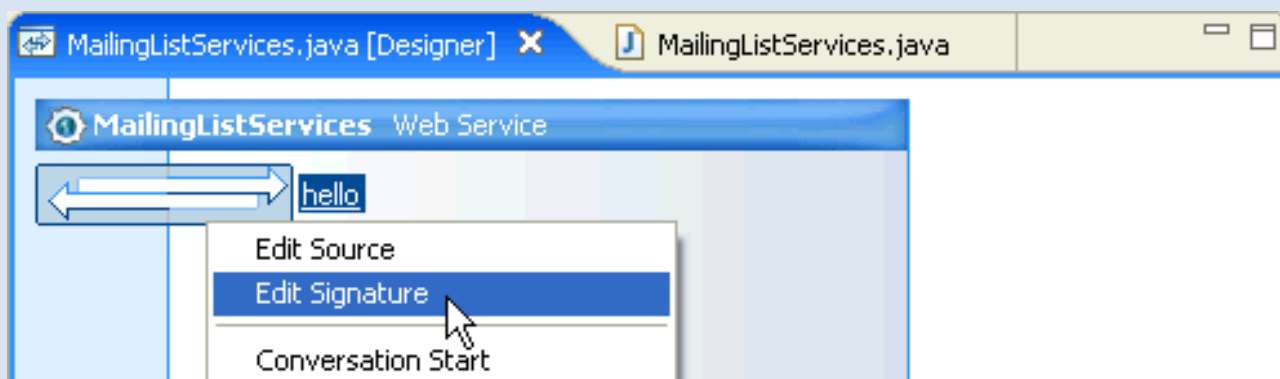 MailingListServices.java [Designer] MailingListServices.java
MailingListServices Web Service
hello
Edit Source
Edit Signature
Conversation Start